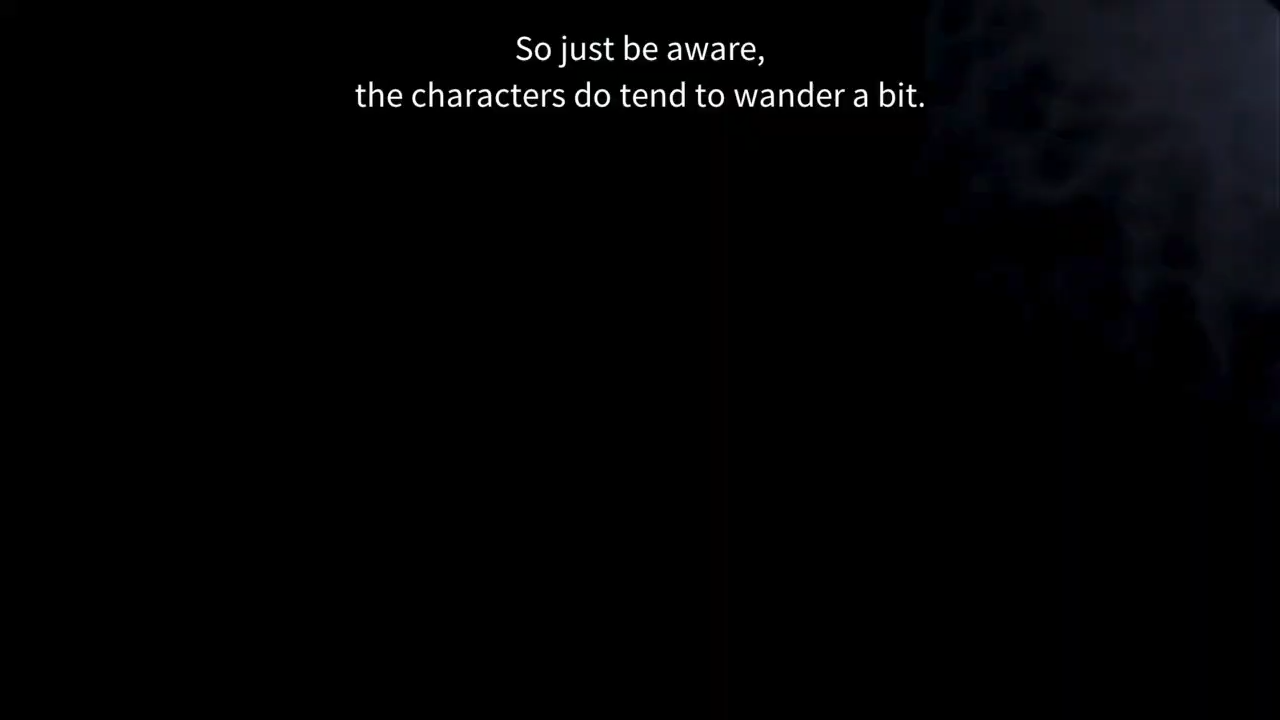 So just be aware,
the characters do tend to wander a bit.